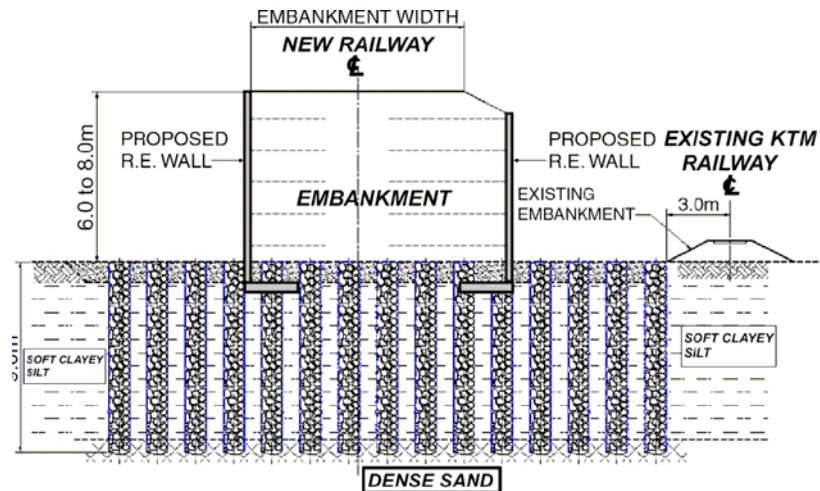 EMBANKMENT WIDTH
NEW RAILWAY
℄
6.0 to 8.0m
PROPOSED
R.E. WALL
EMBANKMENT
PROPOSED
R.E. WALL
EXISTING KTM
RAILWAY
℄
EXISTING
EMBANKMENT
3.0m
SOFT CLAYEY
SILT
SOFT CLAYEY
SILT
DENSE SAND